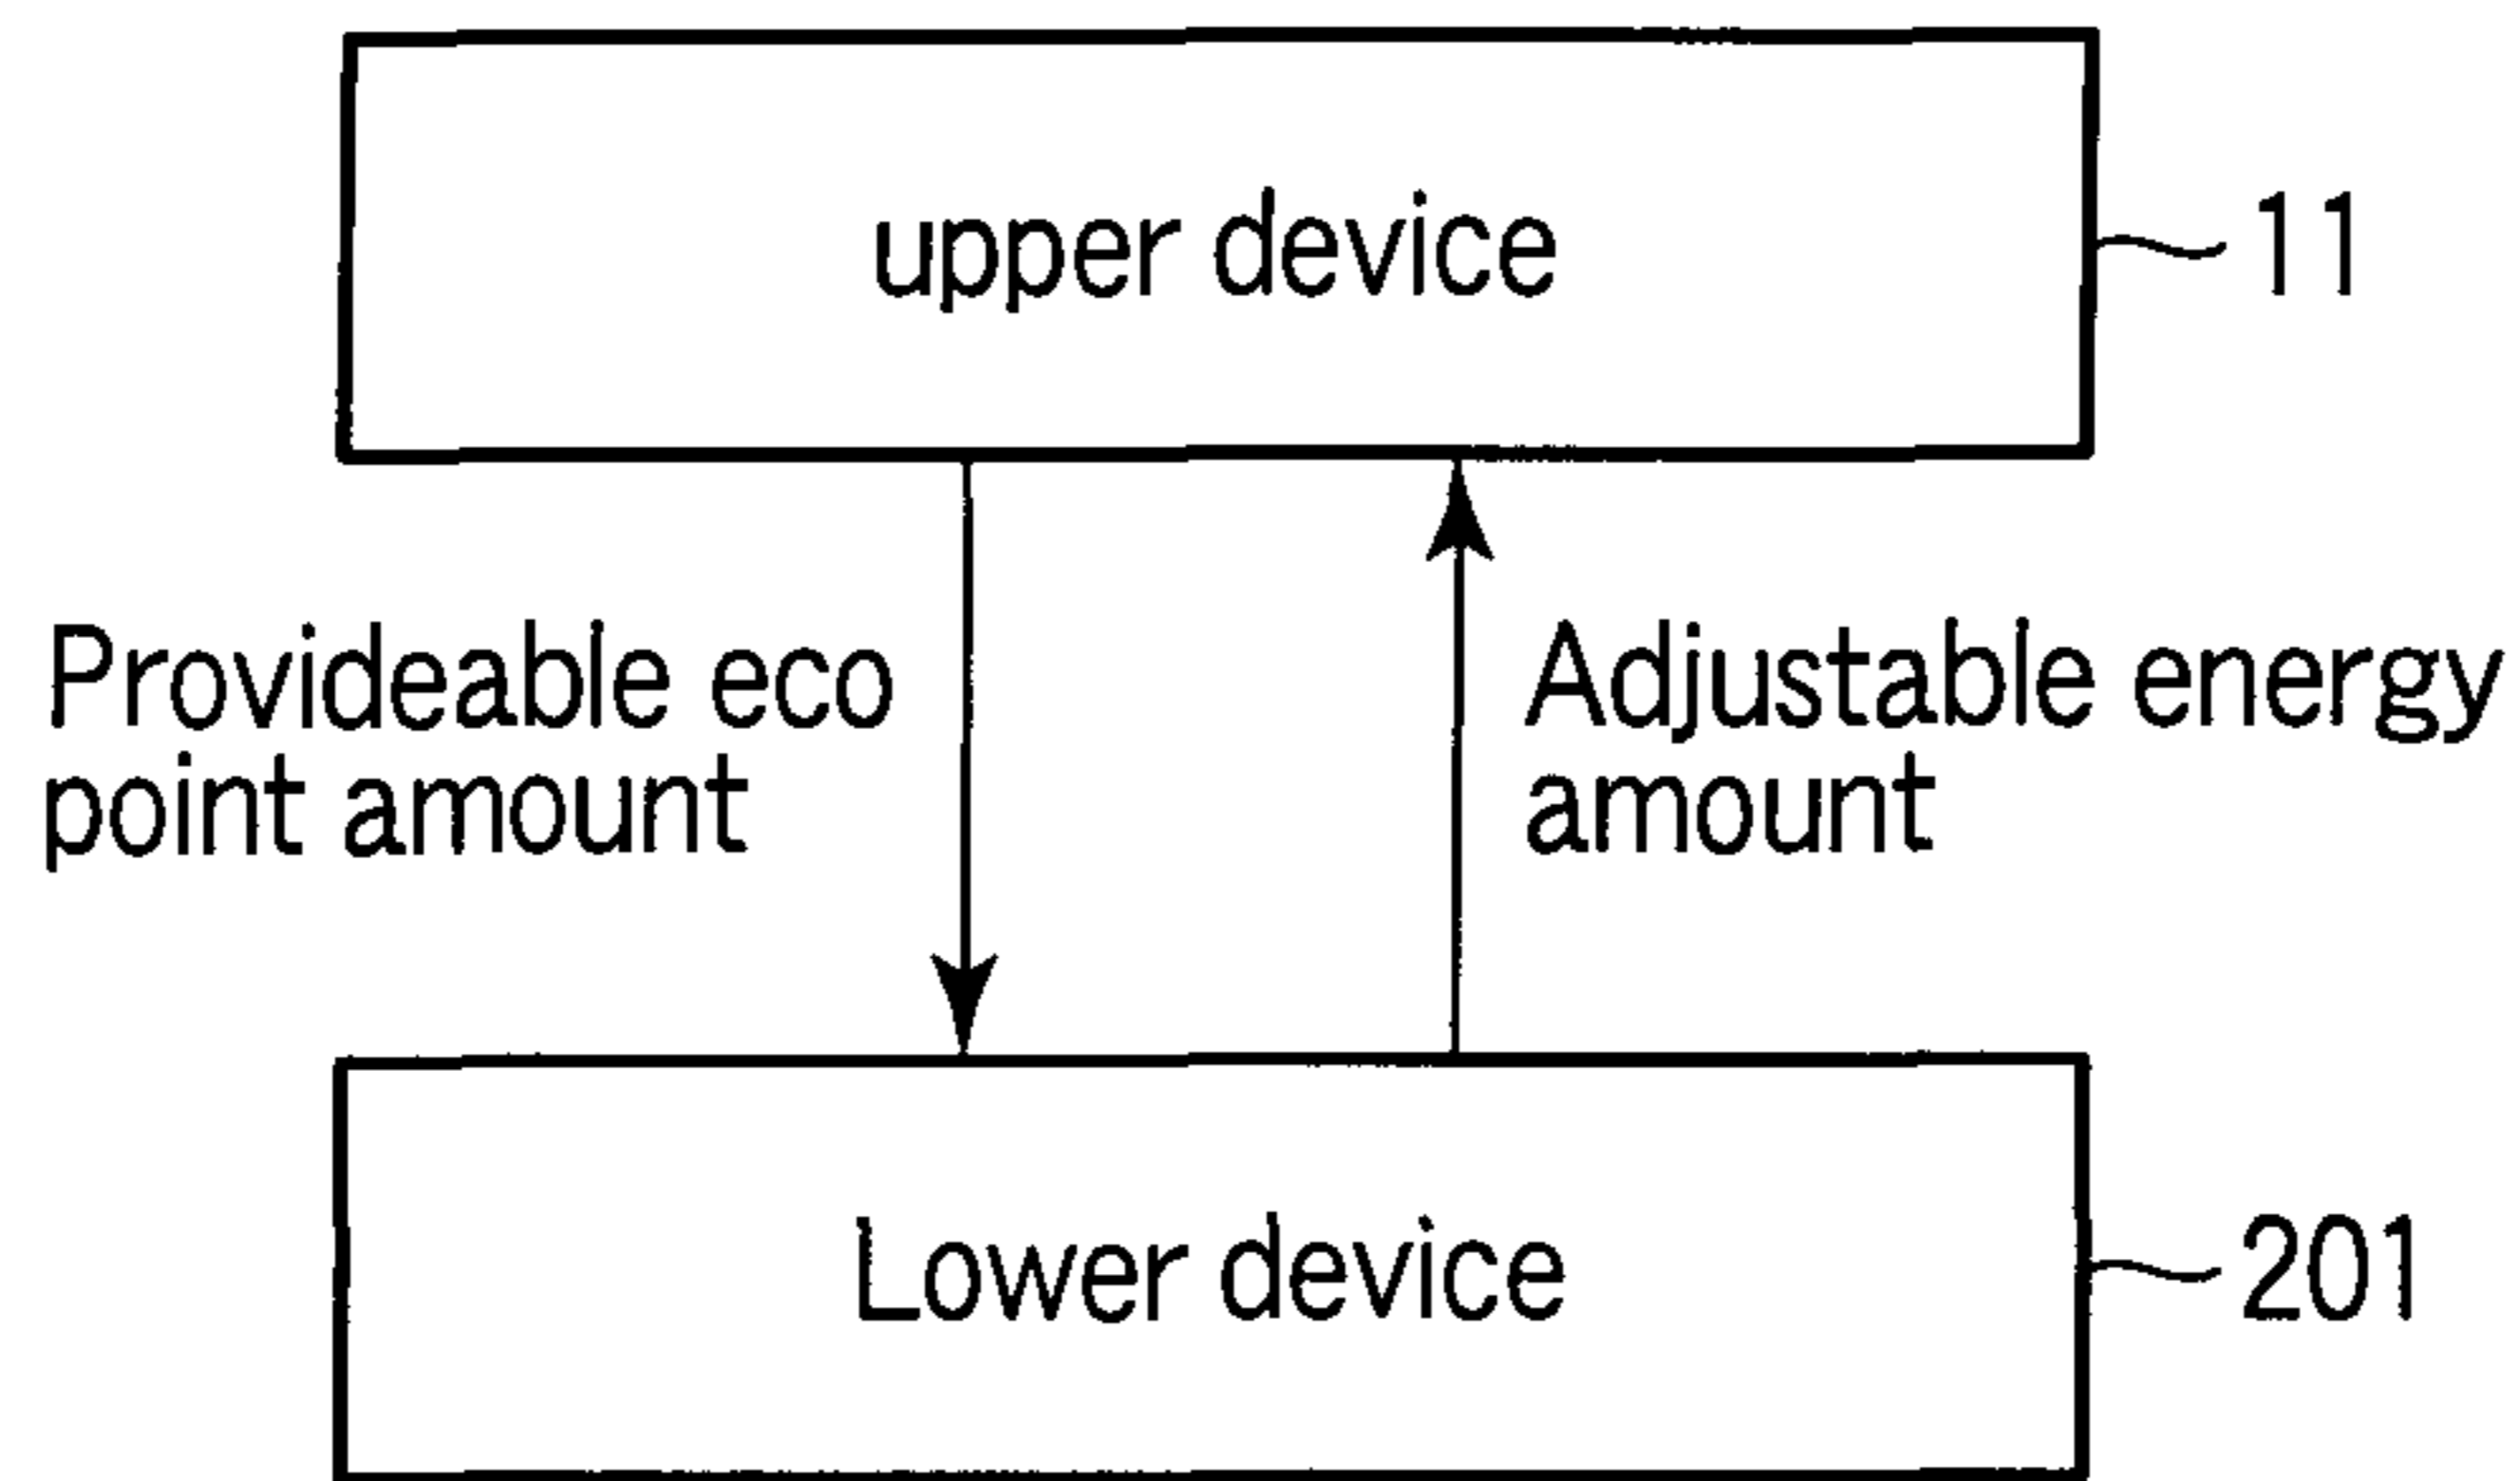 upper device
11
Provideable eco
point amount
Adjustable energy
amount
Lower device
201